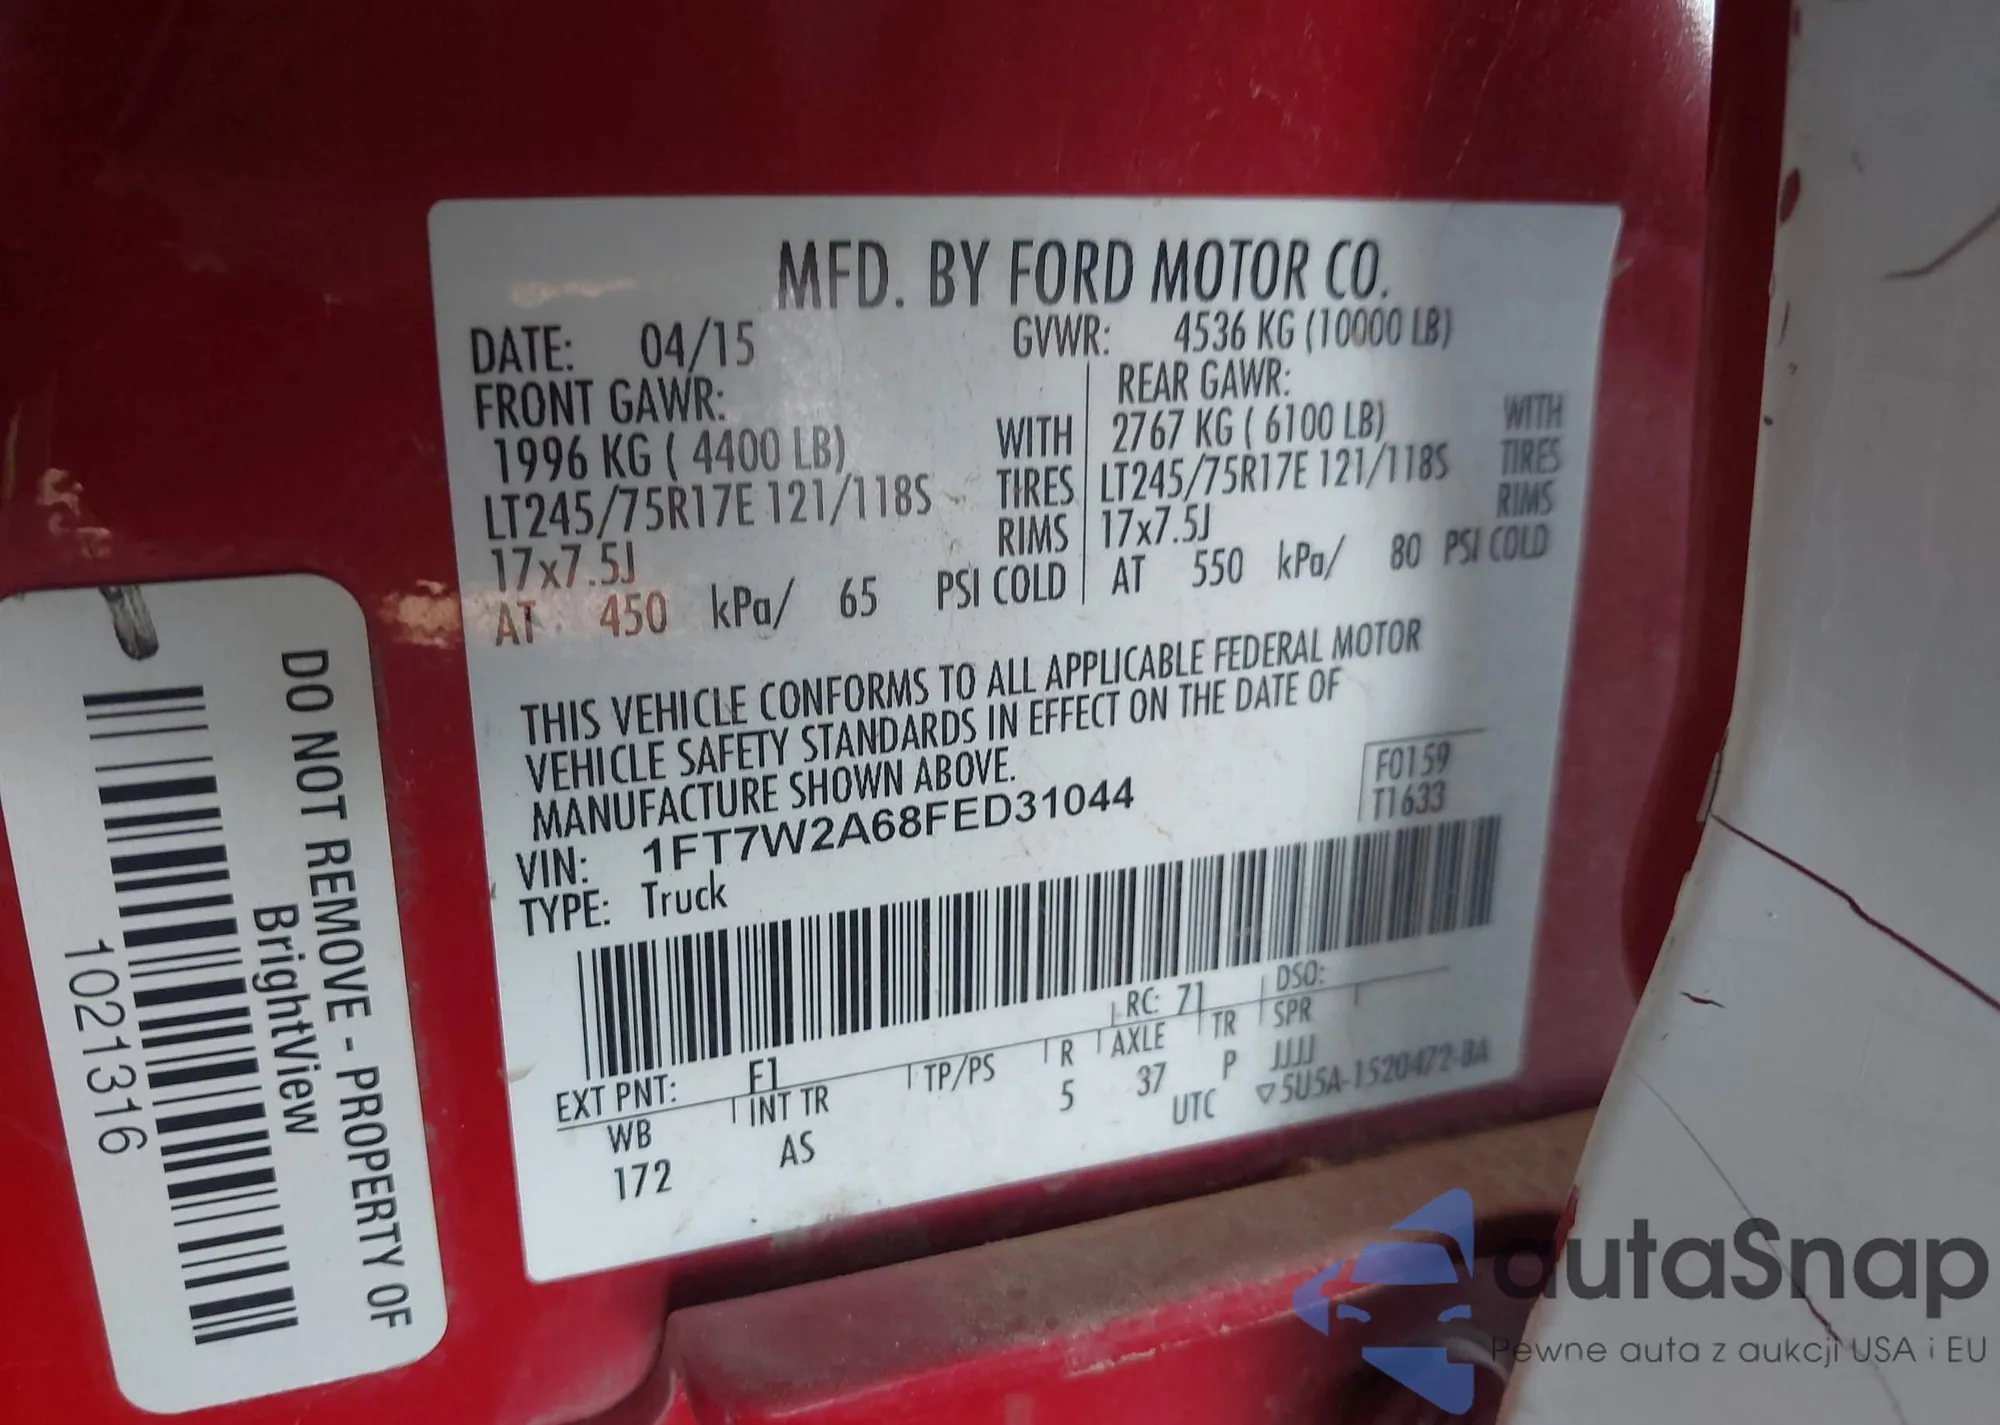 MFD. BY FORD MOTOR CO.
DATE: 04/15 GVWR: 4536 KG (10000 LB)
FRONT GAWR: REAR GAWR:
1996 KG ( 4400 LB) WITH 2767 KG ( 6100 LB) WITH
LT245/75R17E 121/118S TIRES LT245/75R17E 121/118S TIRES
17x7.5J RIMS 17x7.5J RIMS
AT 450 kPa/ 65 PSI COLD AT 550 kPa/ 80 PSI COLD
THIS VEHICLE CONFORMS TO ALL APPLICABLE FEDERAL MOTOR
VEHICLE SAFETY STANDARDS IN EFFECT ON THE DATE OF
MANUFACTURE SHOWN ABOVE.
F0159
T1633
VIN: 1FT7W2A68FED31044
TYPE: Truck
EXT PNT: F1 RC: 71 DSO:
WB INT TR TP/PS R AXLE TR SPR
172 AS 5 37 P JJJJ
UTC ▽5U5A-1520472-BA
DO NOT REMOVE - PROPERTY OF
BrightView
1021316
autaSnap
Pewne auta z aukcji USA i EU